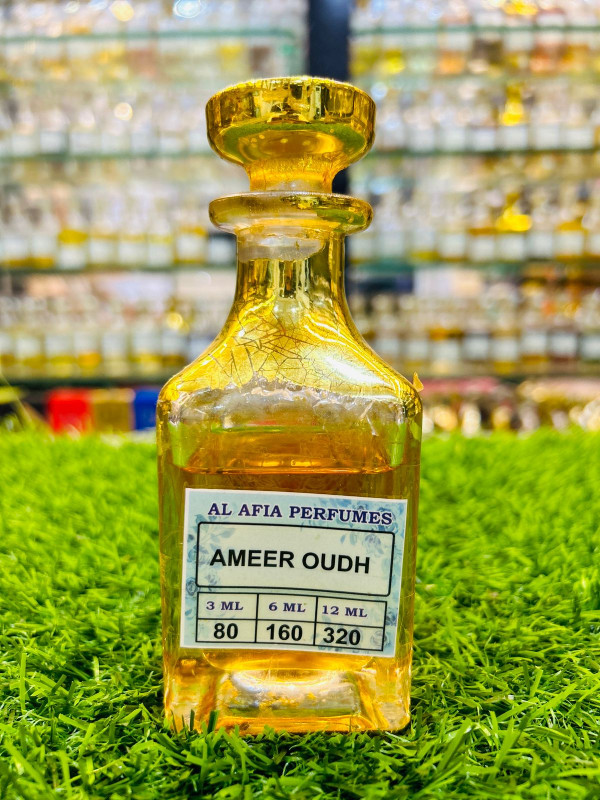 AL AFIA PERFUMES
AMEER OUDH
3 ML 6 ML 12 ML
80 160 320